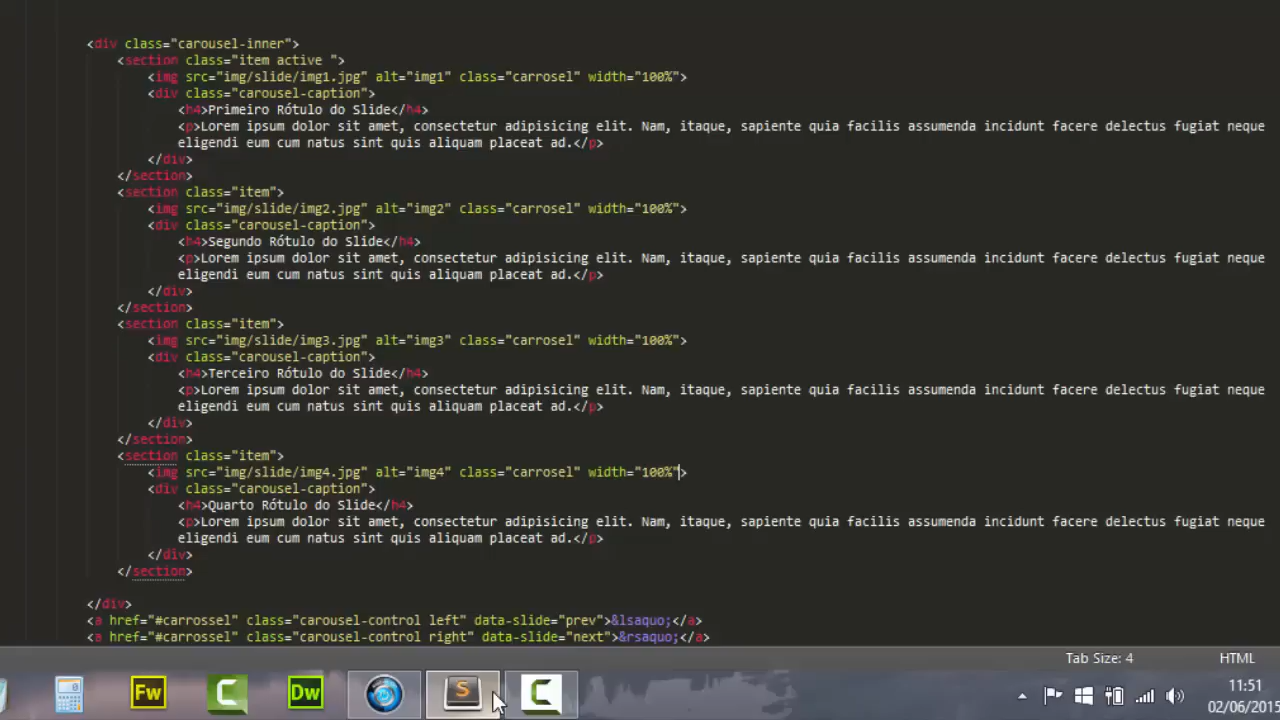 <div class="carousel-inner">
<section class="item active ">
<img src="img/slide/img1.jpg" alt="img1" class="carrosel" width="100%">
<div class="carousel-caption">
<h4>Primeiro Rótulo do Slide</h4>
<p>Lorem ipsum dolor sit amet, consectetur adipisicing elit. Nam, itaque, sapiente quia facilis assumenda incidunt facere delectus fugiat neque
eligendi eum cum natus sint quis aliquam placeat ad.</p>
</div>
</section>
<section class="item">
<img src="img/slide/img2.jpg" alt="img2" class="carrosel" width="100%">
<div class="carousel-caption">
<h4>Segundo Rótulo do Slide</h4>
<p>Lorem ipsum dolor sit amet, consectetur adipisicing elit. Nam, itaque, sapiente quia facilis assumenda incidunt facere delectus fugiat neque
eligendi eum cum natus sint quis aliquam placeat ad.</p>
</div>
</section>
<section class="item">
<img src="img/slide/img3.jpg" alt="img3" class="carrosel" width="100%">
<div class="carousel-caption">
<h4>Terceiro Rótulo do Slide</h4>
<p>Lorem ipsum dolor sit amet, consectetur adipisicing elit. Nam, itaque, sapiente quia facilis assumenda incidunt facere delectus fugiat neque
eligendi eum cum natus sint quis aliquam placeat ad.</p>
</div>
</section>
<section class="item">
<img src="img/slide/img4.jpg" alt="img4" class="carrosel" width="100%">
<div class="carousel-caption">
<h4>Quarto Rótulo do Slide</h4>
<p>Lorem ipsum dolor sit amet, consectetur adipisicing elit. Nam, itaque, sapiente quia facilis assumenda incidunt facere delectus fugiat neque
eligendi eum cum natus sint quis aliquam placeat ad.</p>
</div>
</section>
</div>
<a href="#carrossel" class="carousel-control left" data-slide="prev">&lsaquo;</a>
<a href="#carrossel" class="carousel-control right" data-slide="next">&rsaquo;</a>
Tab Size: 4 HTML
Fw C Dw S C
11:51
02/06/2015